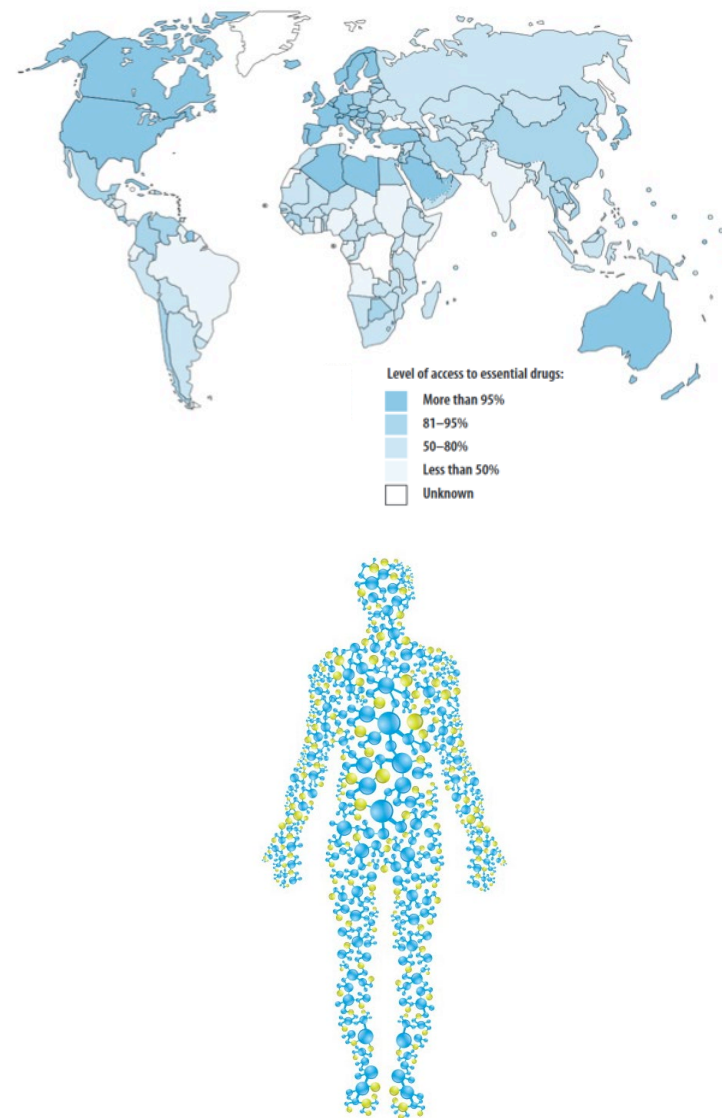 Level of access to essential drugs:
More than 95%
81–95%
50–80%
Less than 50%
Unknown